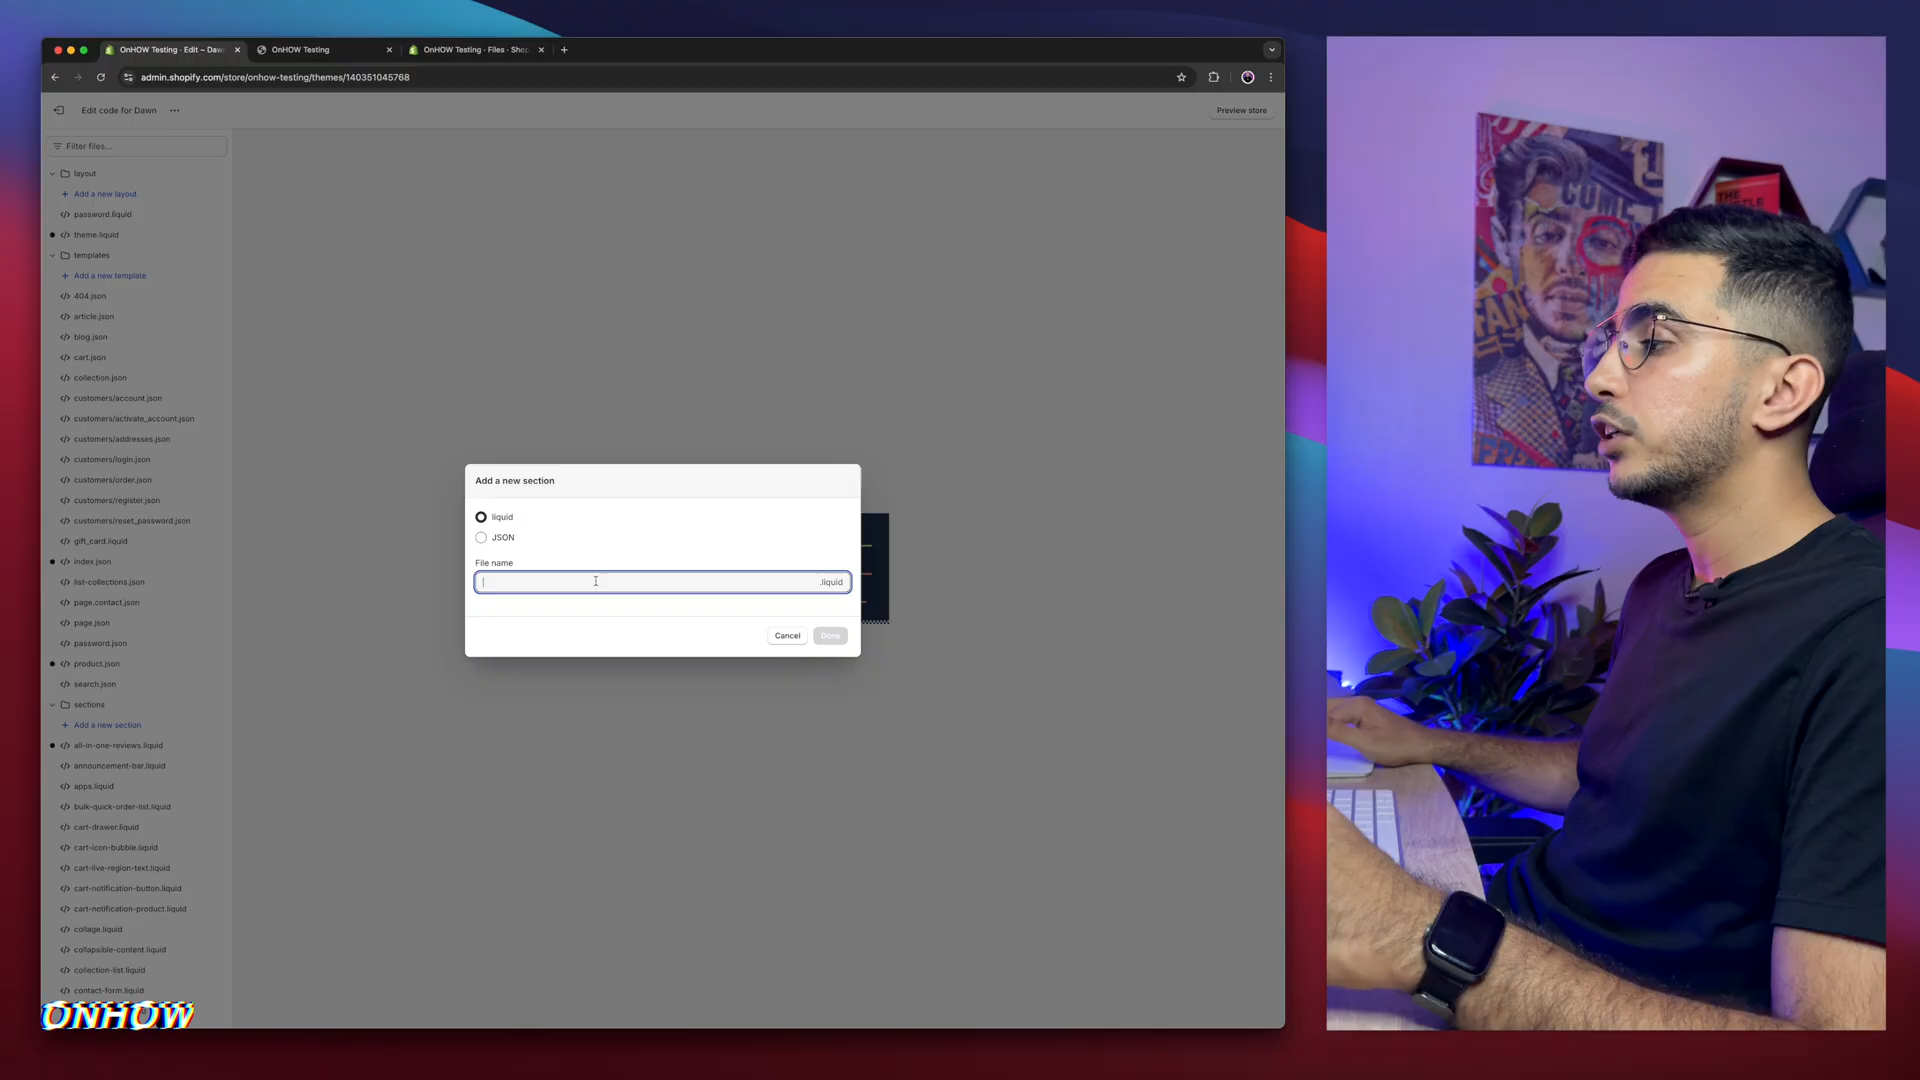 OnHOW Testing · Edit ~ Daw
OnHOW Testing
OnHOW Testing · Files · Shop
admin.shopify.com/store/onhow-testing/themes/140351045768
Edit code for Dawn
Preview store
Filter files...
layout
Add a new layout
password.liquid
theme.liquid
templates
Add a new template
404.json
article.json
blog.json
cart.json
collection.json
customers/account.json
customers/activate_account.json
customers/addresses.json
customers/login.json
customers/order.json
customers/register.json
customers/reset_password.json
gift_card.liquid
index.json
list-collections.json
page.contact.json
page.json
password.json
product.json
search.json
sections
Add a new section
all-in-one-reviews.liquid
announcement-bar.liquid
apps.liquid
bulk-quick-order-list.liquid
cart-drawer.liquid
cart-icon-bubble.liquid
cart-live-region-text.liquid
cart-notification-button.liquid
cart-notification-product.liquid
collage.liquid
collapsible-content.liquid
collection-list.liquid
contact-form.liquid
ONHOW
Add a new section
liquid
JSON
File name
.liquid
Cancel
Done
COME
FAN
THE